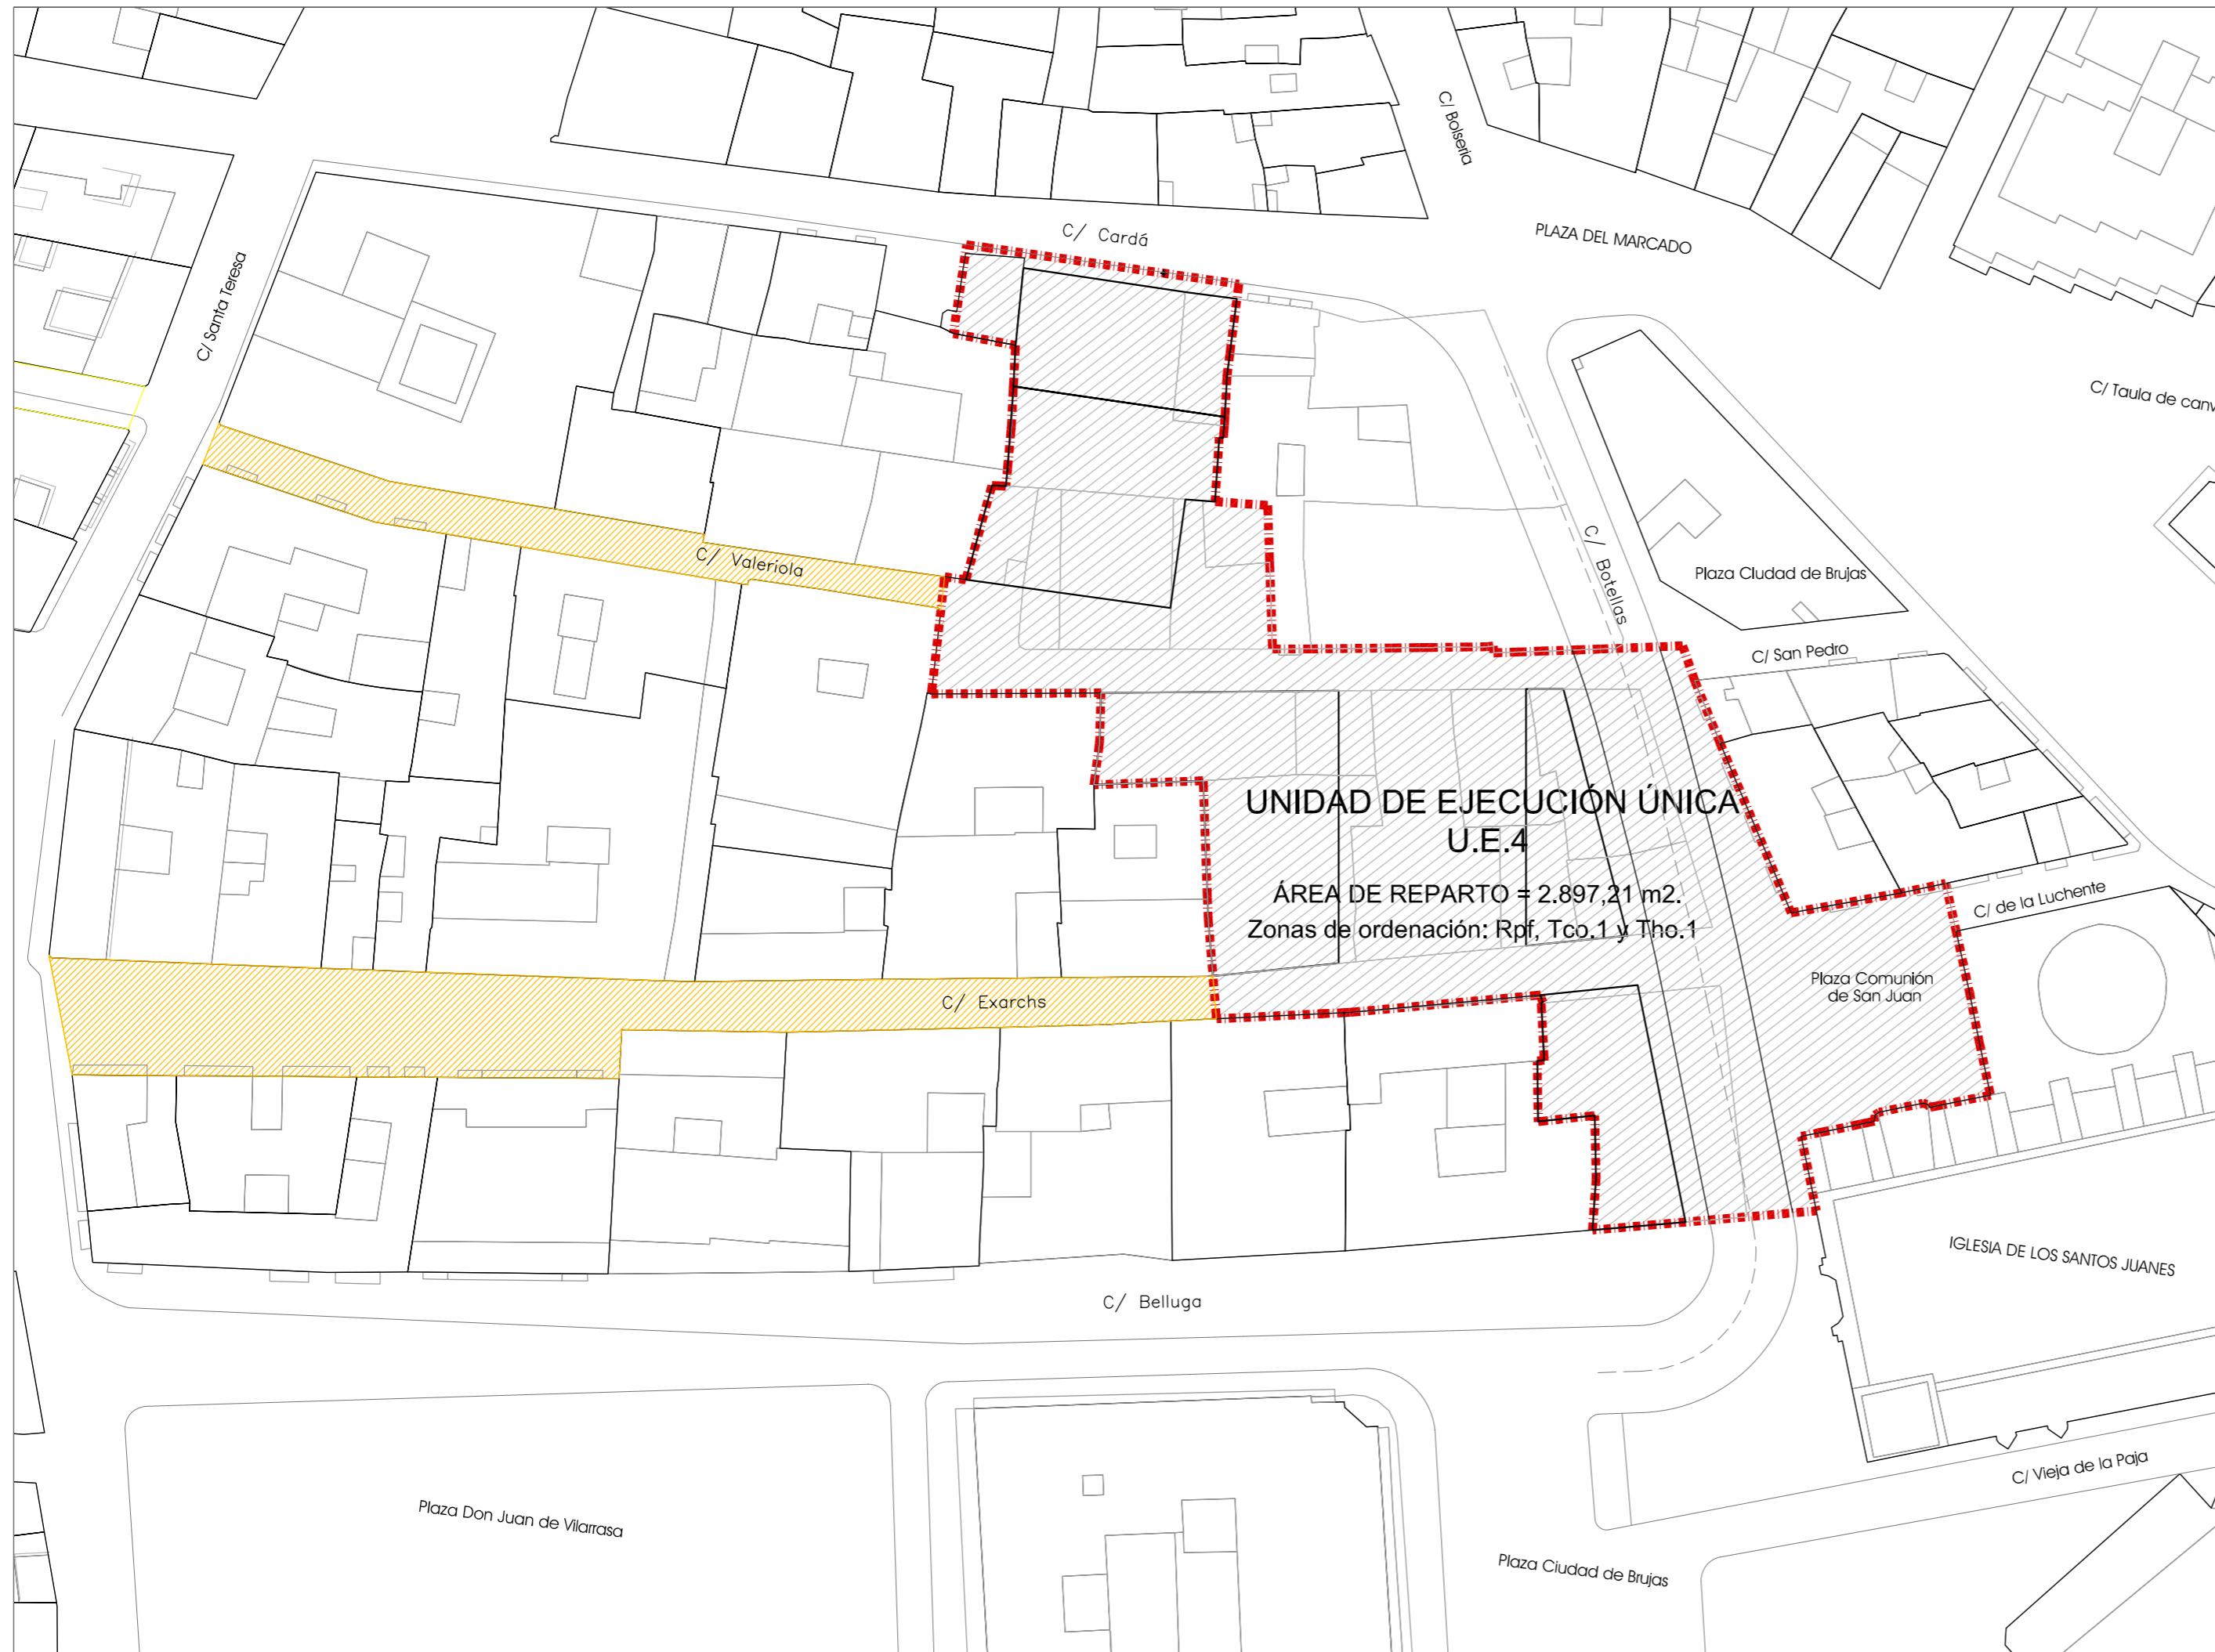 C/ Bolseria
C/ Cardá
PLAZA DEL MARCADO
C/ Santa Teresa
C/ Taula de
C/ Valeriola
C/ Botellas
Plaza Ciudad de Brujas
C/ San Pedro
UNIDAD DE EJECUCIÓN ÚNICA
U.E.4
ÁREA DE REPARTO = 2.897,21 m2.
Zonas de ordenación: Rpf, Tco.1 y Tho.1
C/ de la Luchente
Plaza Comunión
de San Juan
C/ Exarchs
IGLESIA DE LOS SANTOS JUANES
C/ Belluga
C/ Vieja de la Paja
Plaza Don Juan de Vilarrasa
Plaza Ciudad de Brujas